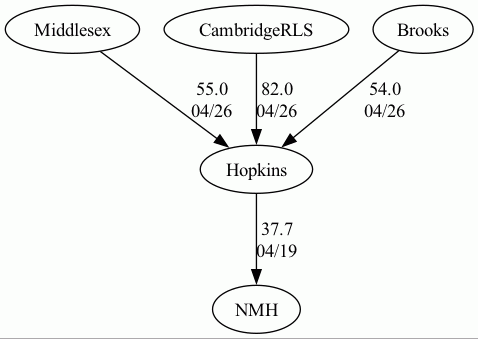 Middlesex
CambridgeRLS
Brooks
55.0
04/26
82.0
04/26
54.0
04/26
Hopkins
37.7
04/19
NMH